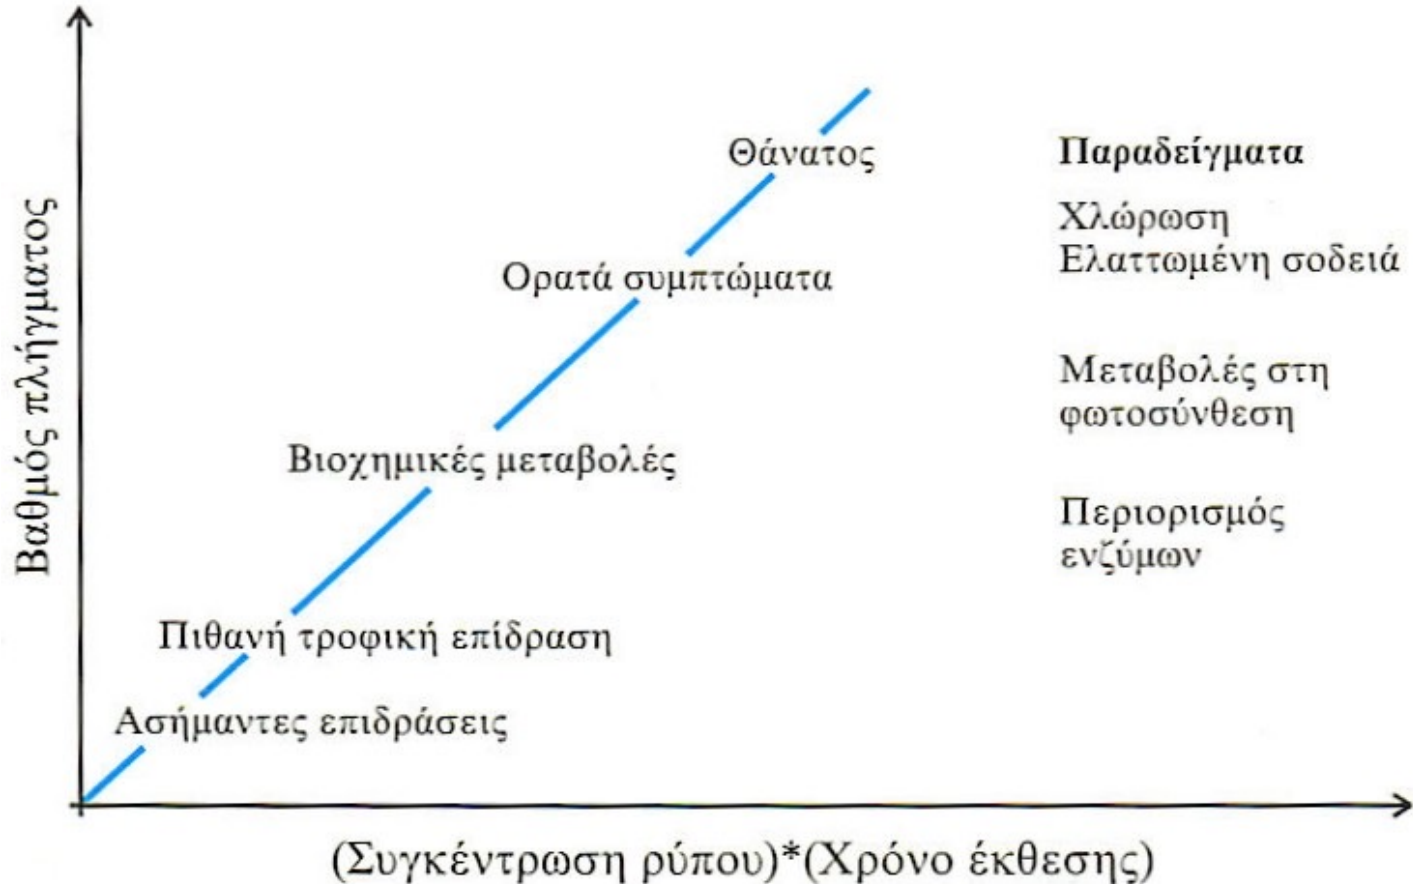 Βαθμός πλήγματος
Θάνατος
Ορατά συμπτώματα
Βιοχημικές μεταβολές
Πιθανή τροφική επίδραση
Ασήμαντες επιδράσεις
Παραδείγματα
Χλώρωση
Ελαττωμένη σοδειά
Μεταβολές στη
φωτοσύνθεση
Περιορισμός
ενζύμων
(Συγκέντρωση ρύπου)*(Χρόνο έκθεσης)